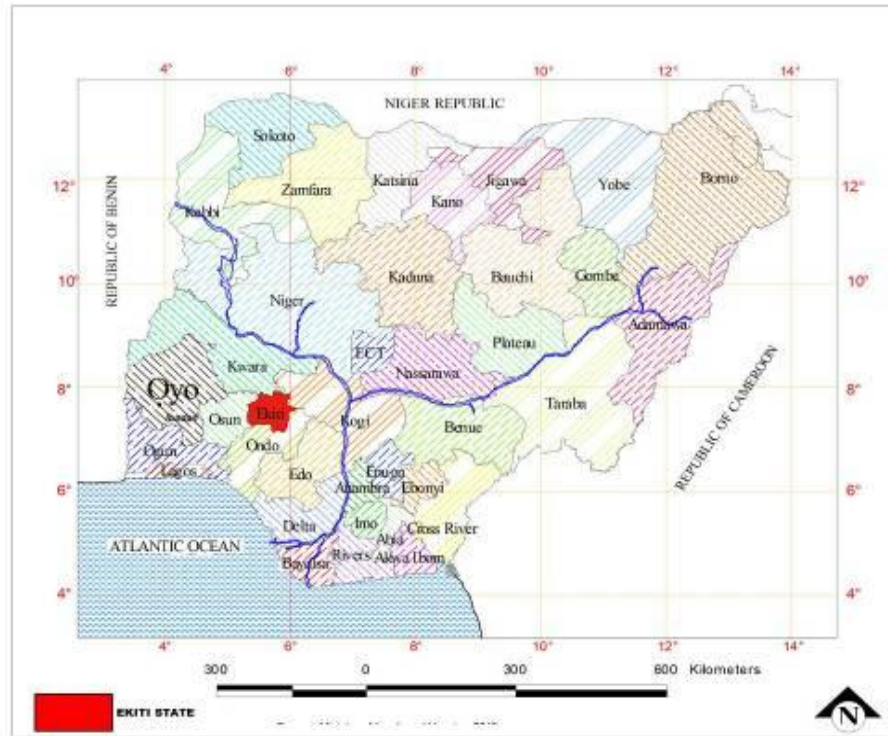 4° 6° 8° 10° 12° 14°
NIGER REPUBLIC
Sokoto
Zamfara
Katsina
Kano
Jigawa
Yobe
Borno
12° 12°
Kebbi
REPUBLIC OF BENIN
10° 10°
Kaduna
Bauchi
Gombe
Niger
Adamawa
Plateau
Kwara
Nassarawa
8° 8°
Oyo
Osun
Ekiti
Kogi
Benue
Taraba
REPUBLIC OF CAMEROON
Ondo
Ogun
Lagos
Edo
Enugu
Anambra
Ebonyi
6° 6°
Delta
Imo
Cross River
ATLANTIC OCEAN
Abia
Bayelsa
Rivers
Akwa Ibom
4° 4°
4° 6° 8° 10° 12° 14°
300 0 300 600 Kilometers
EKITI STATE
N